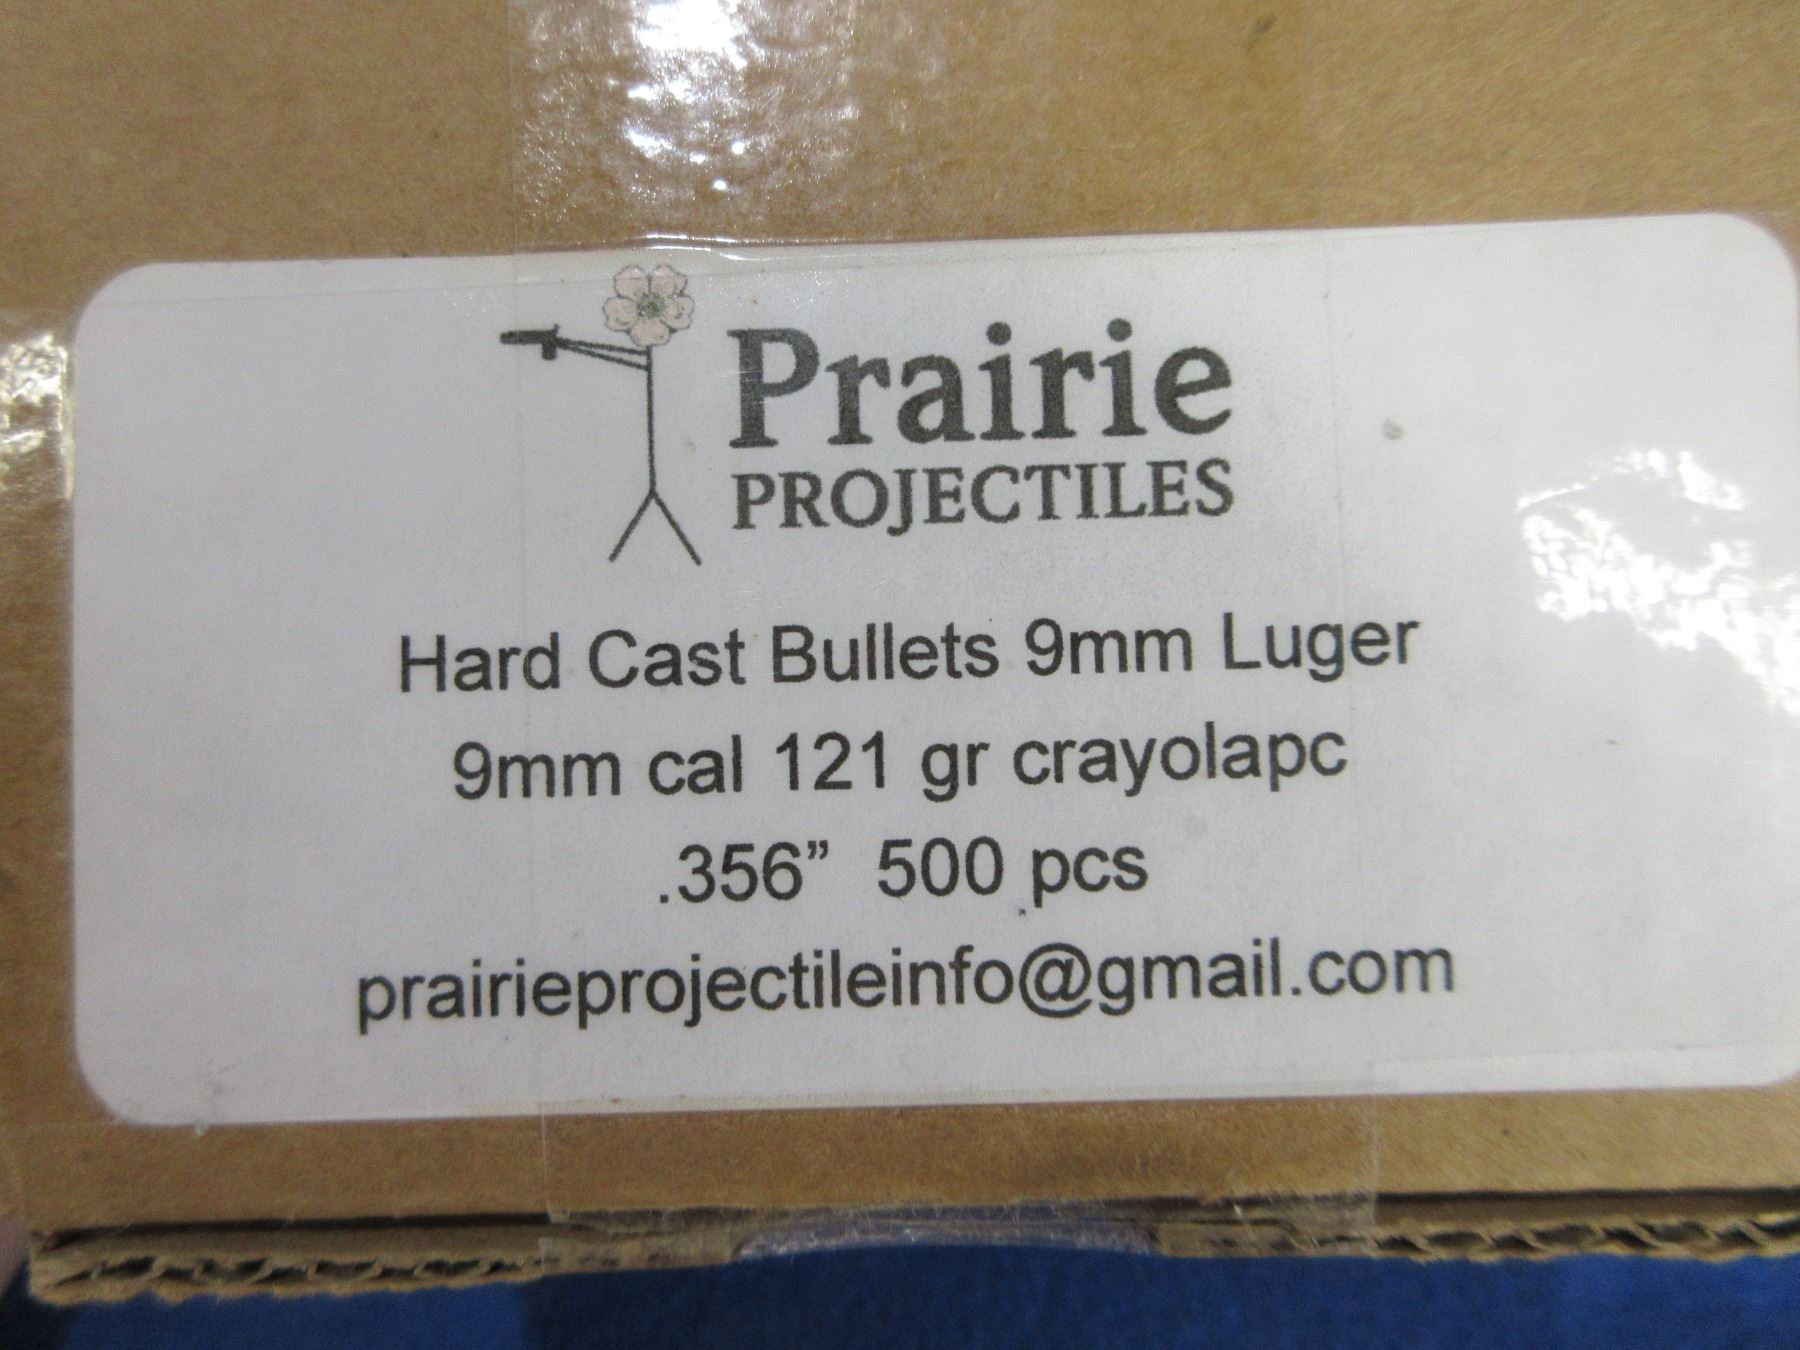 Prairie
PROJECTILES
Hard Cast Bullets 9mm Luger
9mm cal 121 gr crayolapc
.356” 500 pcs
prairieprojectileinfo@gmail.com